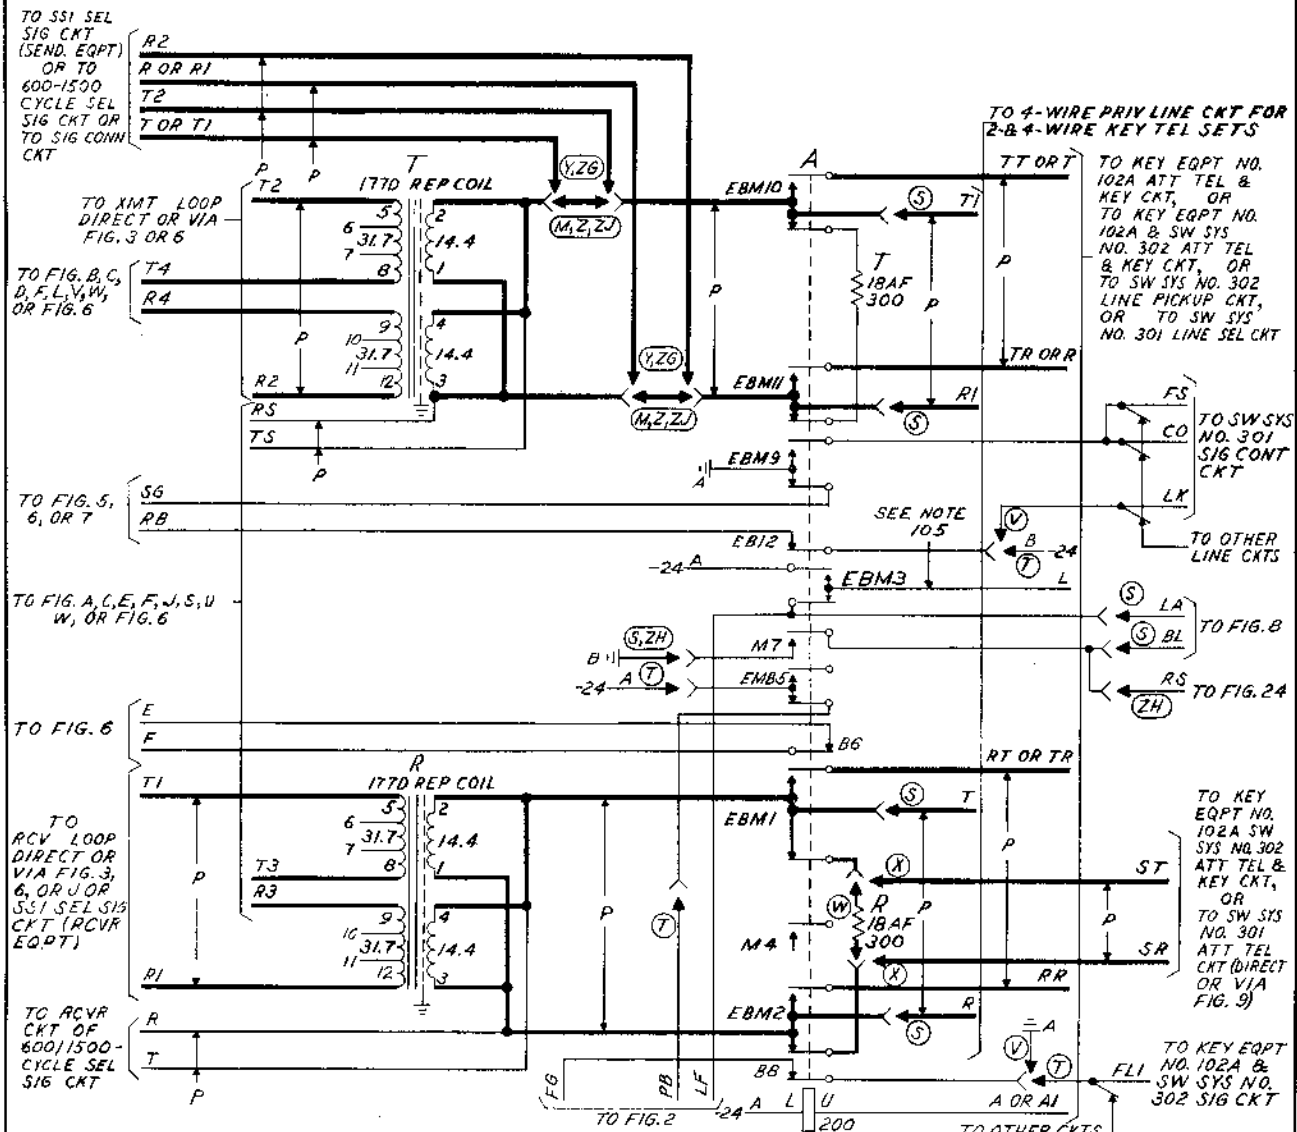 TO SS1 SEL
SIG CKT
(SEND. EQPT)
OR TO
600-1500
CYCLE SEL
SIG CKT OR
TO SIG CONN
CKT
R2
R OR R1
T2
T OR T1
P
P
TO XMT LOOP
DIRECT OR VIA
FIG. 3 OR 6
T2
T
177D REP COIL
5
6
31.7
7
8
2
14.4
1
Y,ZG
M,Z,ZJ
TO FIG. B, C,
D, F, L, V, W,
OR FIG. 6
T4
R4
P
9
10
31.7
11
12
4
14.4
3
Y,ZG
M,Z,ZJ
R2
RS
TS
P
P
A
EBM10
S
T1
T
18AF
300
P
P
P
EBM11
R1
S
EBM9
A
TO 4-WIRE PRIV LINE CKT FOR
2-& 4-WIRE KEY TEL SETS
TT OR T
TR OR R
TO KEY EQPT NO.
102A ATT TEL &
KEY CKT, OR
TO KEY EQPT NO.
102A & SW SYS
NO. 302 ATT TEL
& KEY CKT, OR
TO SW SYS NO. 302
LINE PICKUP CKT,
OR TO SW SYS
NO. 301 LINE SEL CKT
FS
CO
LK
TO SW SYS
NO. 301
SIG CONT
CKT
TO OTHER
LINE CKTS
TO FIG. 5,
6, OR 7
SG
RB
EB12
SEE NOTE
105
V
B
-24
T
-24 A
EBM3
L
TO FIG. A, C, E, F, J, S, U
W, OR FIG. 6
S
LA
S
BL
TO FIG. 8
S,ZH
B
M7
-24 A
T
EMB5
RS
TO FIG. 24
ZH
TO FIG. 6
E
F
B6
TO
RCV LOOP
DIRECT OR
VIA FIG. 3,
6, OR J OR
SS1 SEL SIG
CKT (RCVR
EQPT)
T1
T3
R3
R1
P
R
177D REP COIL
5
6
31.7
7
8
2
14.4
1
9
10
31.7
11
12
4
14.4
3
P
T
EBM1
RT OR TR
S
T
X
W
R
18AF
300
P
P
M4
X
RR
EBM2
R
S
ST
P
SR
TO KEY
EQPT NO.
102A SW
SYS NO. 302
ATT TEL &
KEY CKT,
OR
TO SW SYS
NO. 301
ATT TEL
CKT (DIRECT
OR VIA
FIG. 9)
TO RCVR
CKT OF
600/1500-
CYCLE SEL
SIG CKT
R
T
P
FG
PB
LF
TO FIG. 2
B8
-24 A
L
U
200
A
V
T
FL1
A OR A1
TO KEY EQPT
NO. 102A &
SW SYS NO.
302 SIG CKT
TO OTHER CKTS